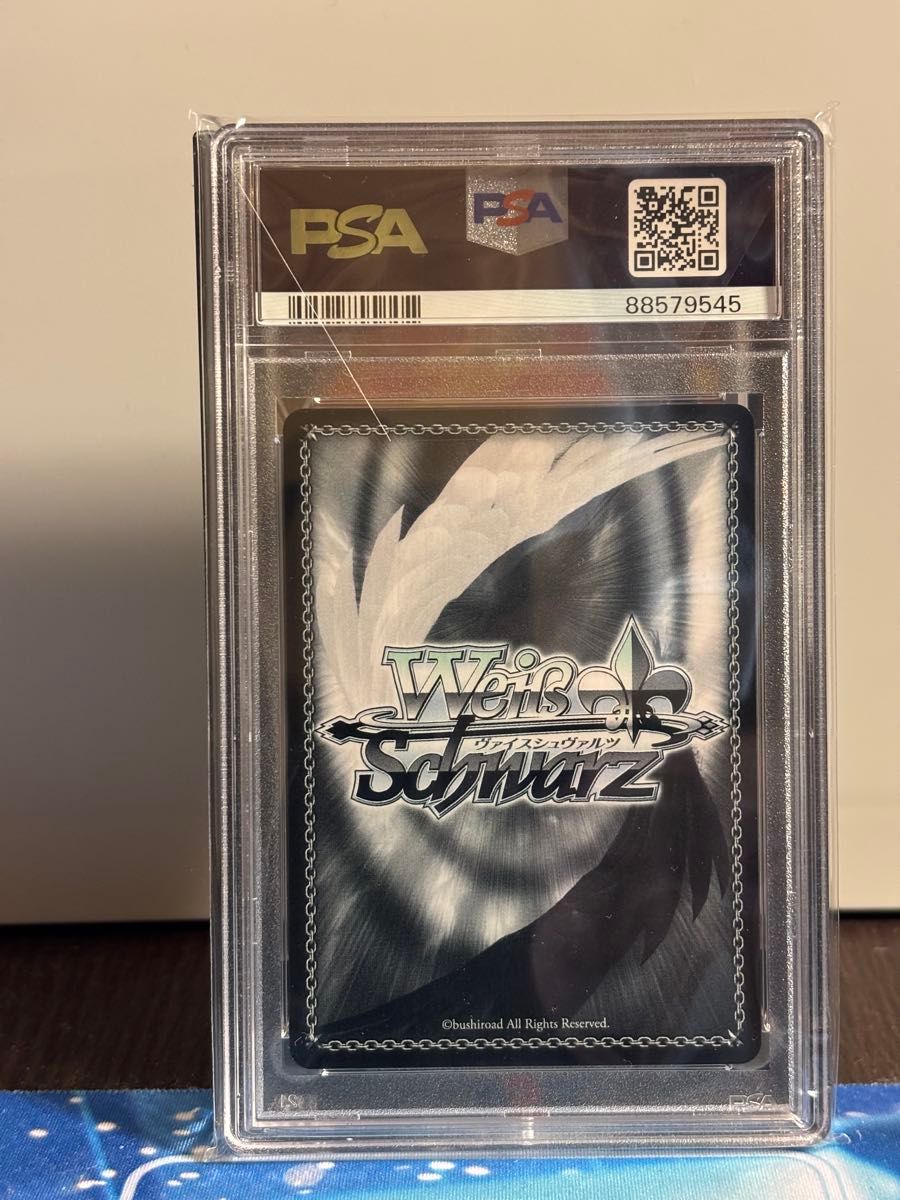 PSA PSA
88579545
Weiß
ヴァイスシュヴァルツ
Schwarz
©bushiroad All Rights Reserved.
PSA